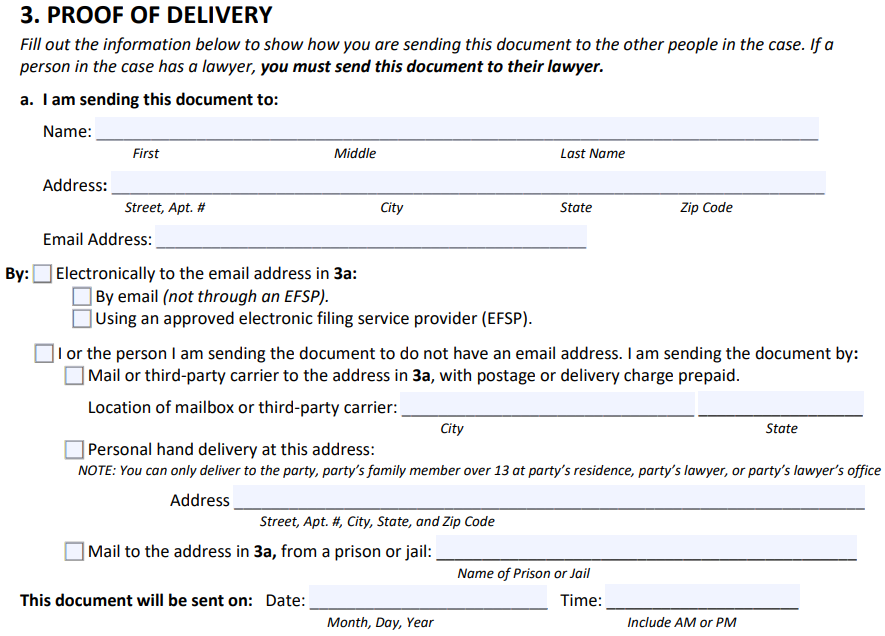 3. PROOF OF DELIVERY
Fill out the information below to show how you are sending this document to the other people in the case. If a
person in the case has a lawyer, you must send this document to their lawyer.
a. I am sending this document to:
Name:
First Middle Last Name
Address:
Street, Apt. # City State Zip Code
Email Address:
By: Electronically to the email address in 3a:
By email (not through an EFSP).
Using an approved electronic filing service provider (EFSP).
I or the person I am sending the document to do not have an email address. I am sending the document by:
Mail or third-party carrier to the address in 3a, with postage or delivery charge prepaid.
Location of mailbox or third-party carrier:
City State
Personal hand delivery at this address:
NOTE: You can only deliver to the party, party's family member over 13 at party's residence, party's lawyer, or party's lawyer's office
Address
Street, Apt. #, City, State, and Zip Code
Mail to the address in 3a, from a prison or jail:
Name of Prison or Jail
This document will be sent on: Date: Time:
Month, Day, Year Include AM or PM